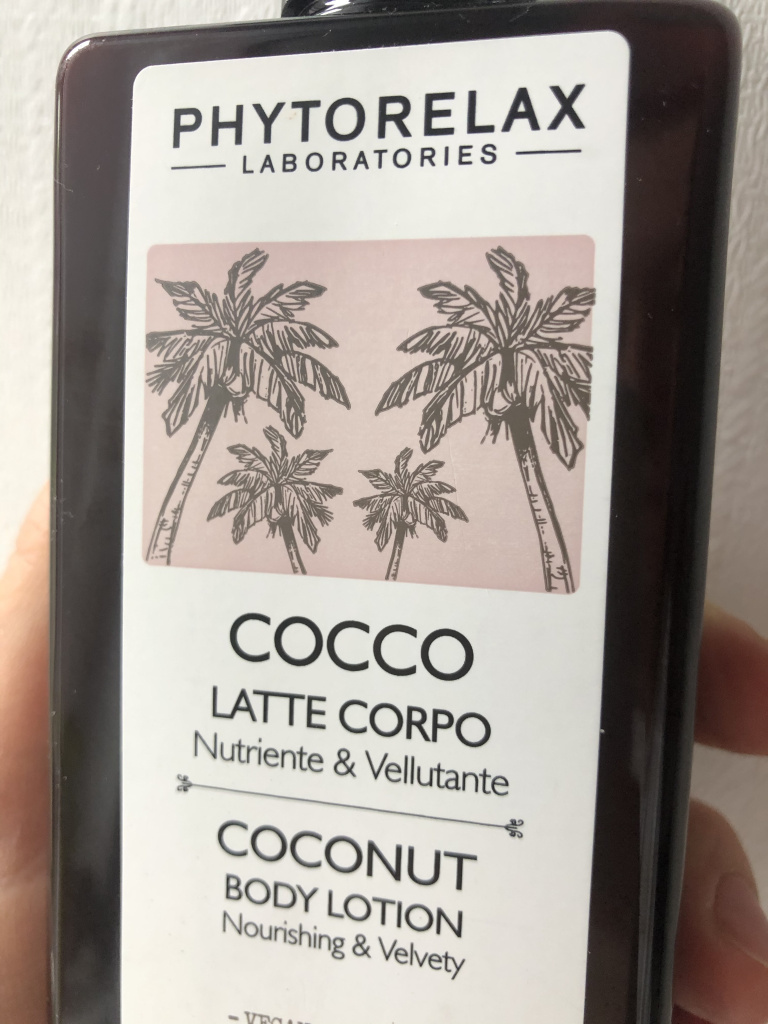 PHYTORELAX
LABORATORIES
COCCO
LATTE CORPO
Nutriente & Vellutante
COCONUT
BODY LOTION
Nourishing & Velvety